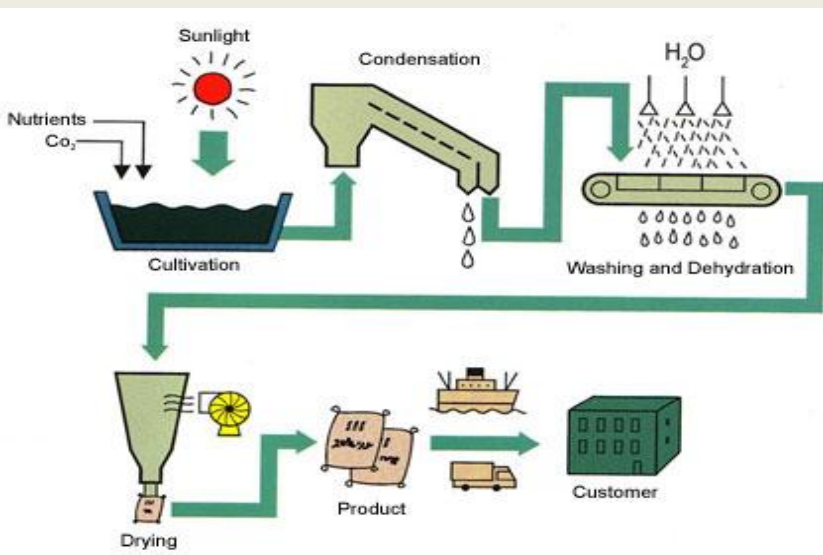 Sunlight
Condensation
H₂O
Nutrients
Co₂
Cultivation
Washing and Dehydration
Drying
Product
Customer